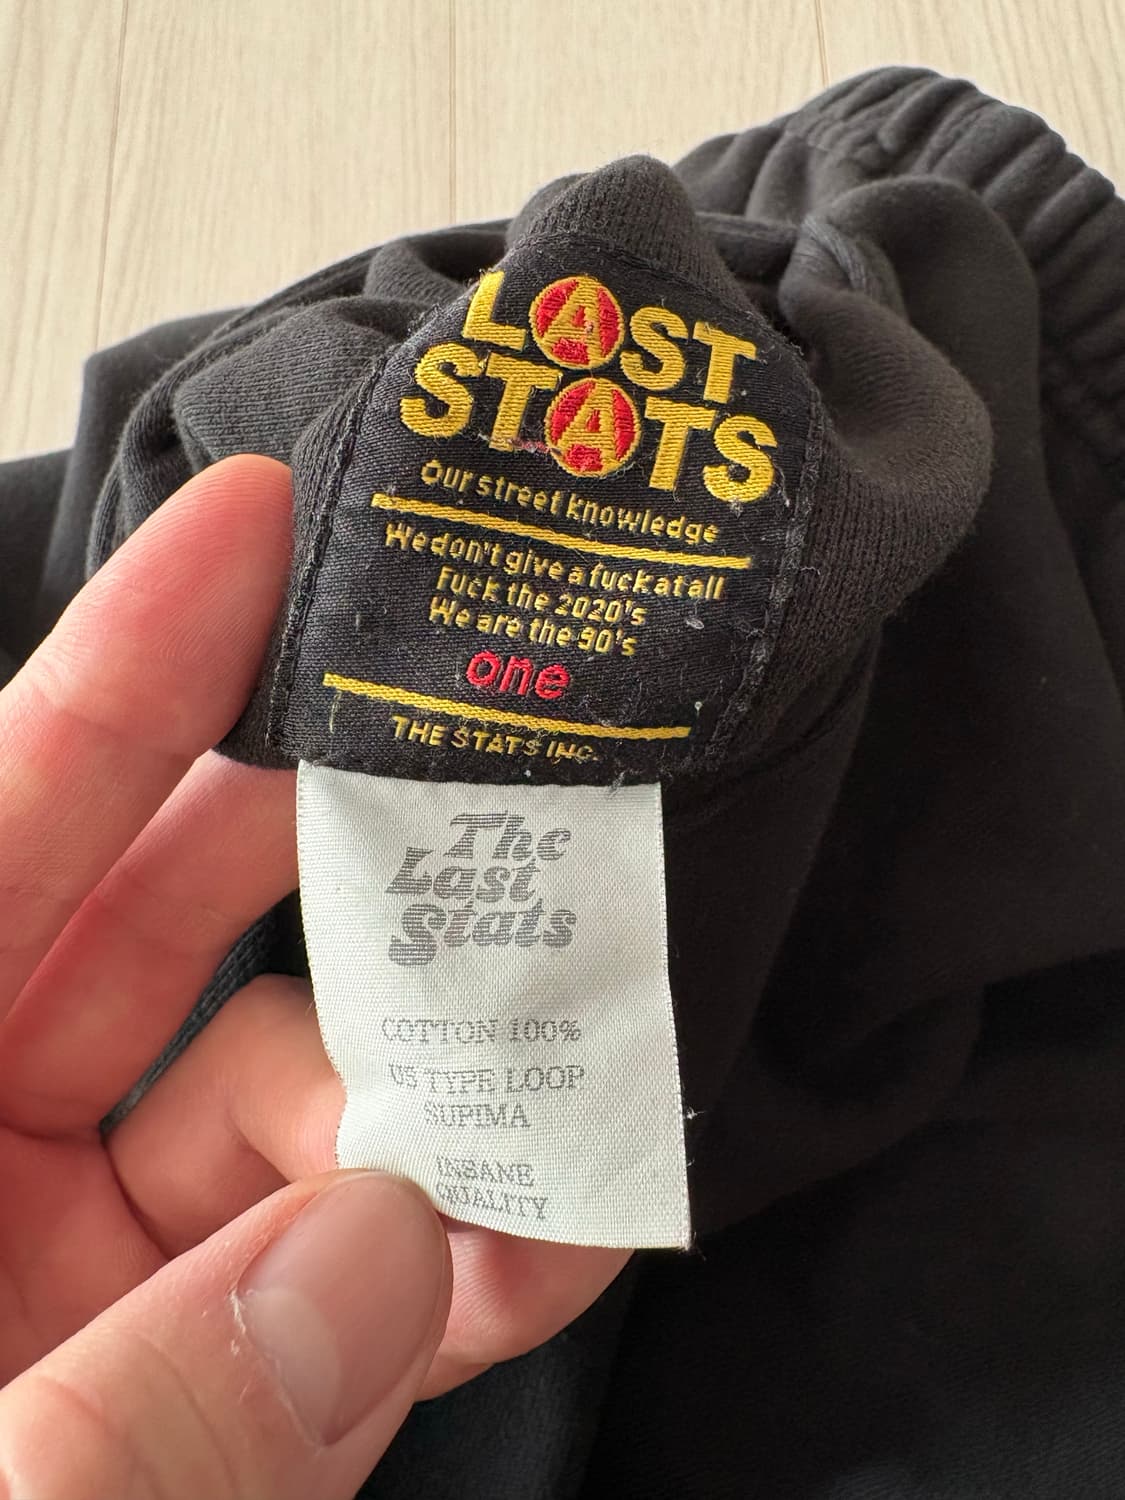 LAST
STATS
Our street knowledge
We don't give a fuck at all
Fuck the 2020's
We are the 90's
one
THE STATS INC.
The
Last
Stats
COTTON 100%
US TYPE LOOP
SUPIMA
INSANE
QUALITY